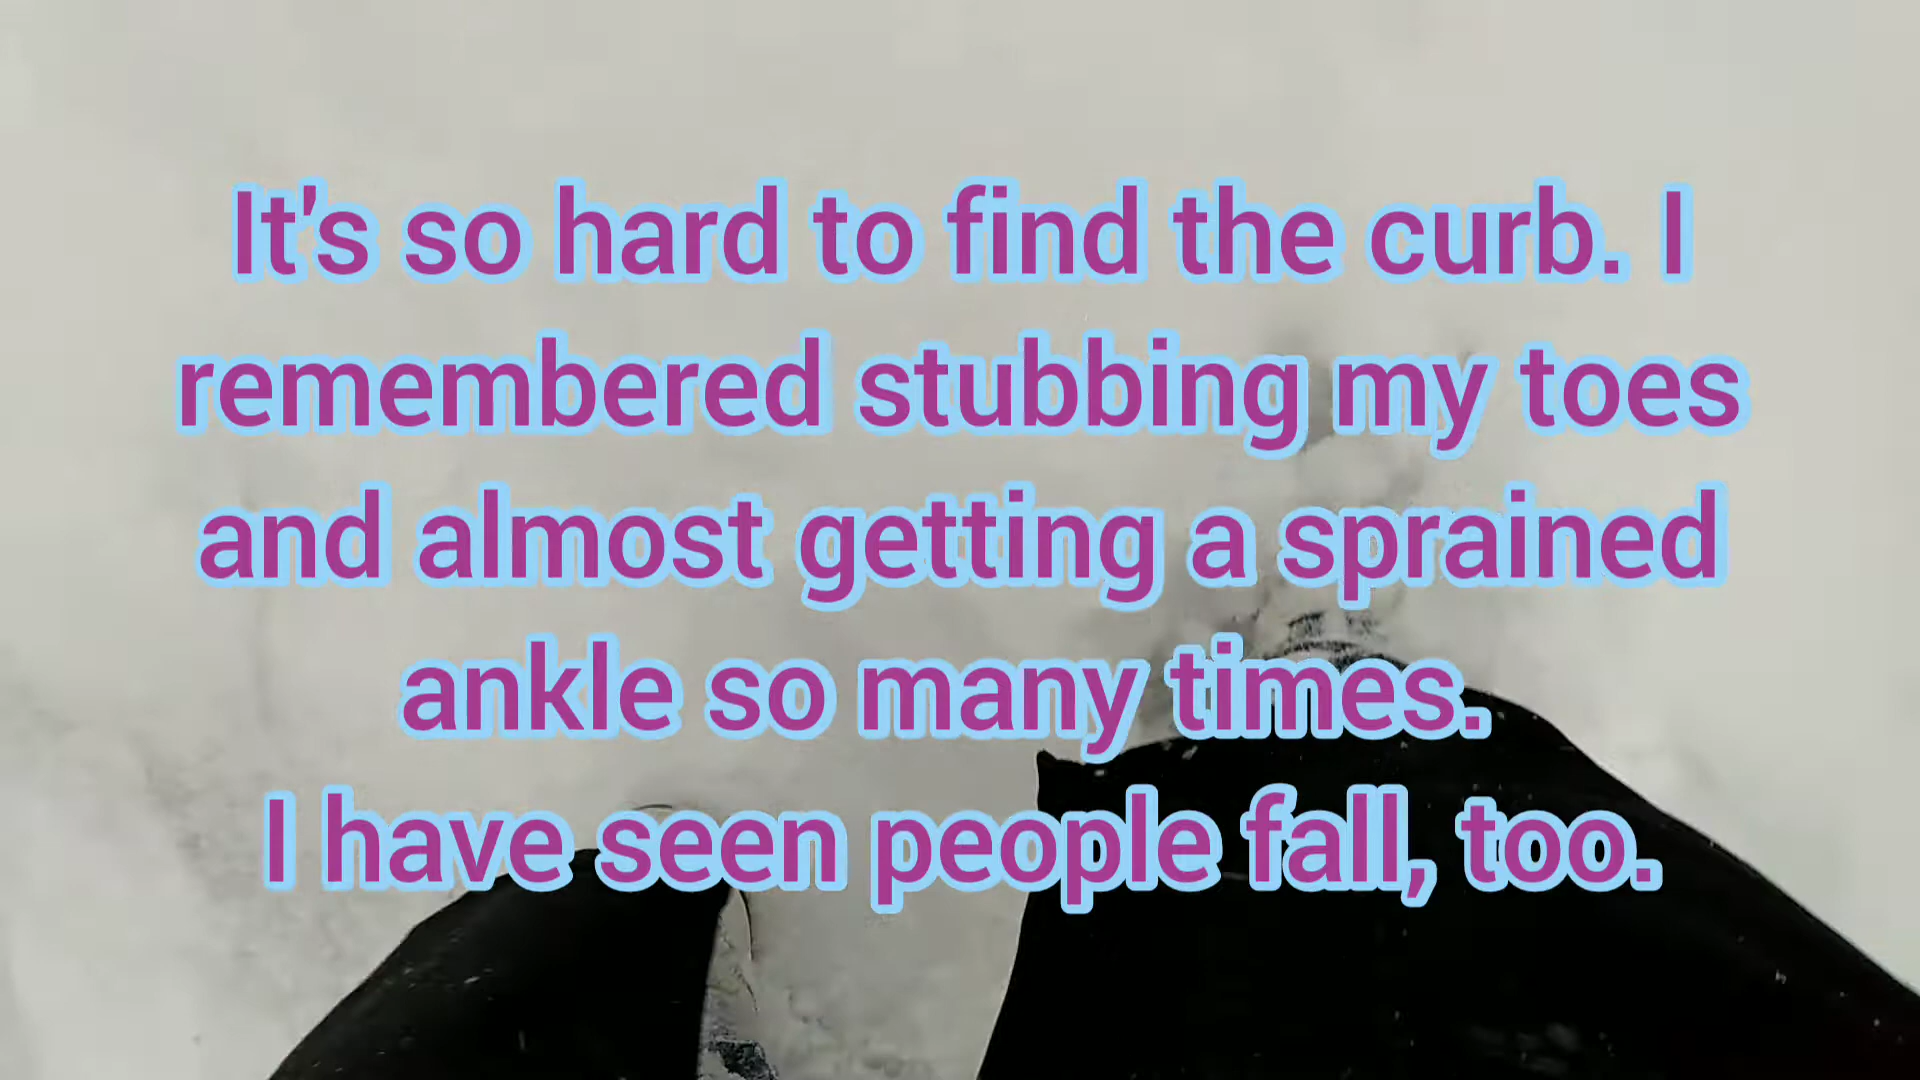 It's so hard to find the curb. I
remembered stubbing my toes
and almost getting a sprained
ankle so many times.
I have seen people fall, too.